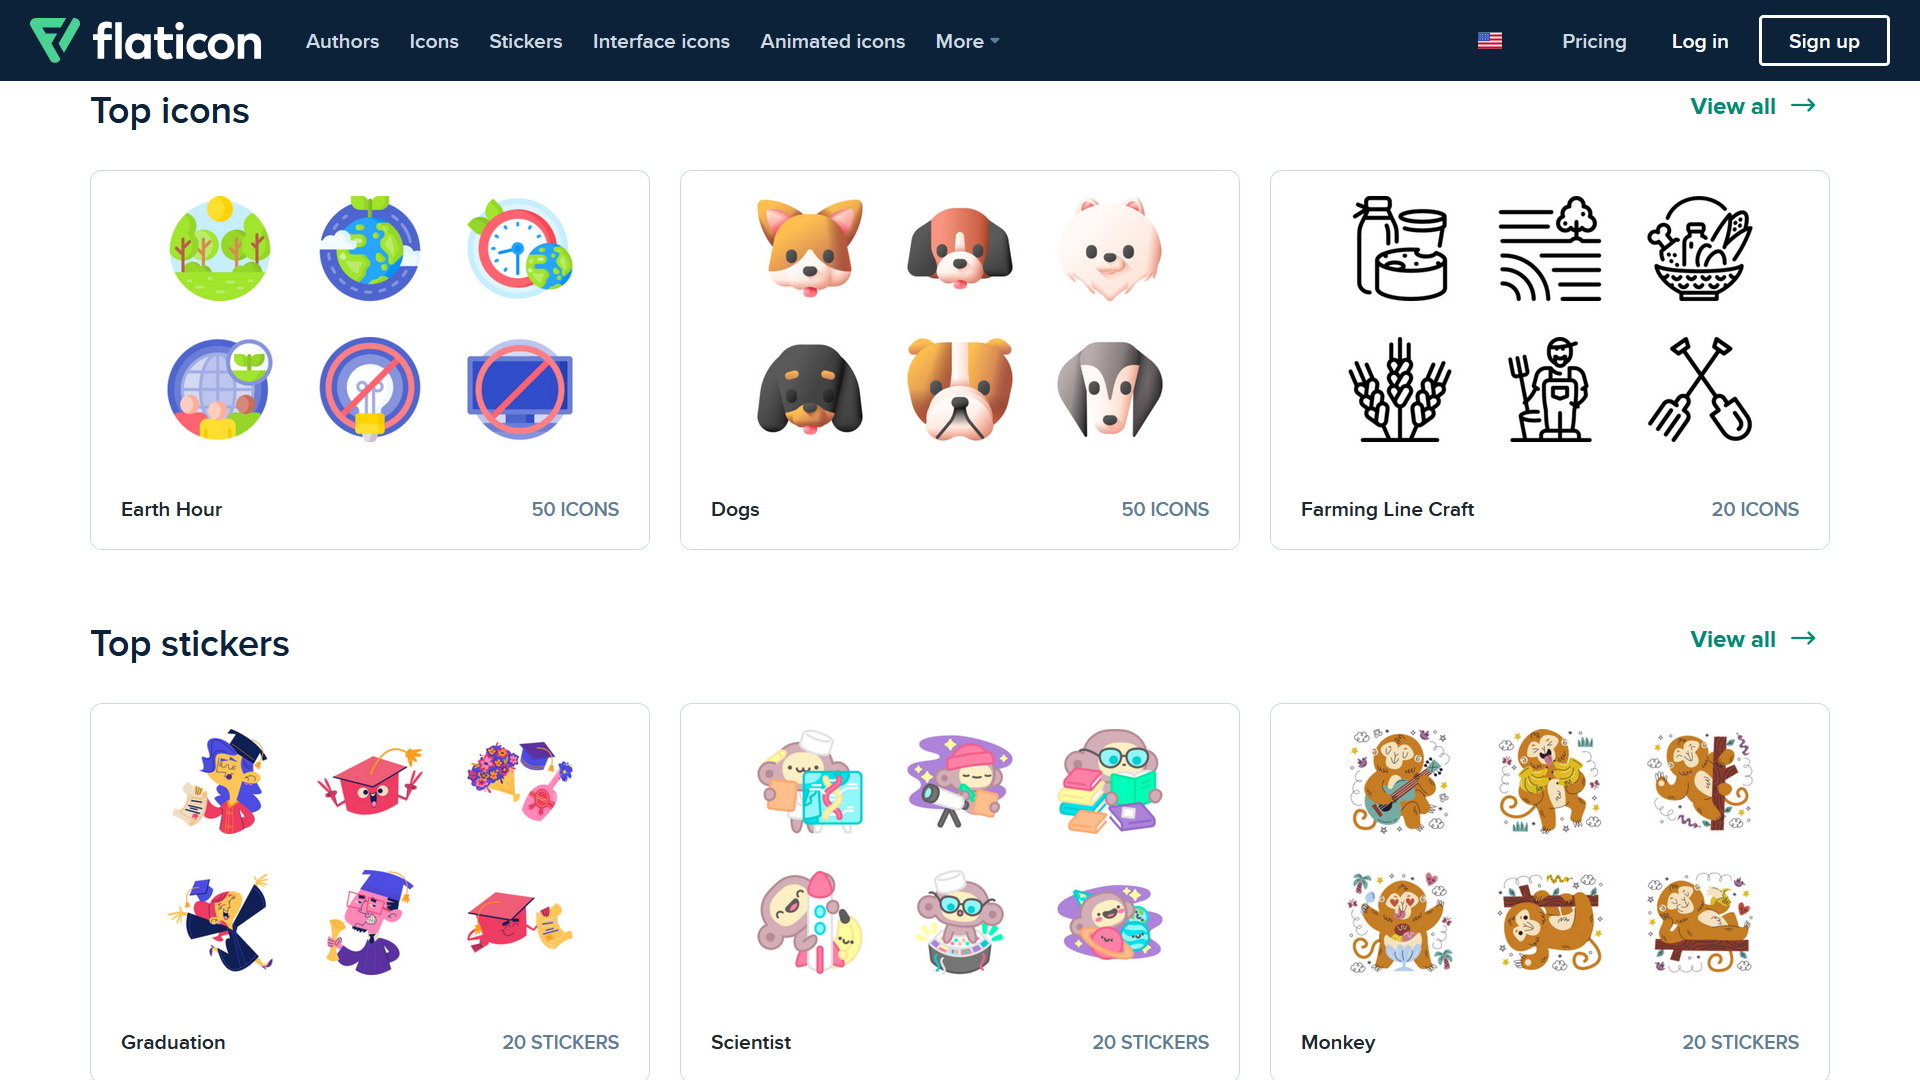 flaticon Authors Icons Stickers Interface icons Animated icons More Pricing Log in Sign up
Top icons View all
Earth Hour 50 ICONS Dogs 50 ICONS Farming Line Craft 20 ICONS
Top stickers View all
Graduation 20 STICKERS Scientist 20 STICKERS Monkey 20 STICKERS